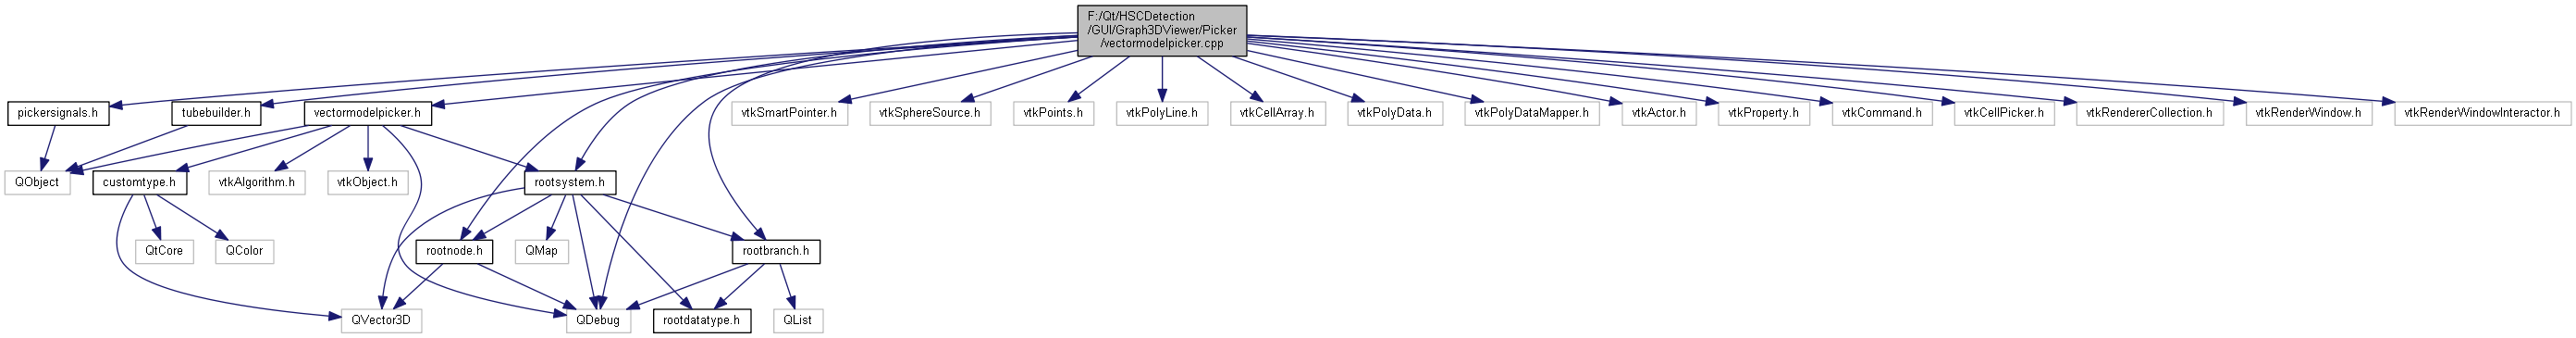 F:/Qt/HSCDetection
/GUI/Graph3DViewer/Picker
/vectormodelpicker.cpp
pickersignals.h
tubebuilder.h
vectormodelpicker.h
vtkSmartPointer.h
vtkSphereSource.h
vtkPoints.h
vtkPolyLine.h
vtkCellArray.h
vtkPolyData.h
vtkPolyDataMapper.h
vtkActor.h
vtkProperty.h
vtkCommand.h
vtkCellPicker.h
vtkRendererCollection.h
vtkRenderWindow.h
vtkRenderWindowInteractor.h
QObject
customtype.h
vtkAlgorithm.h
vtkObject.h
rootsystem.h
QtCore
QColor
rootnode.h
QMap
rootbranch.h
QVector3D
QDebug
rootdatatype.h
QList